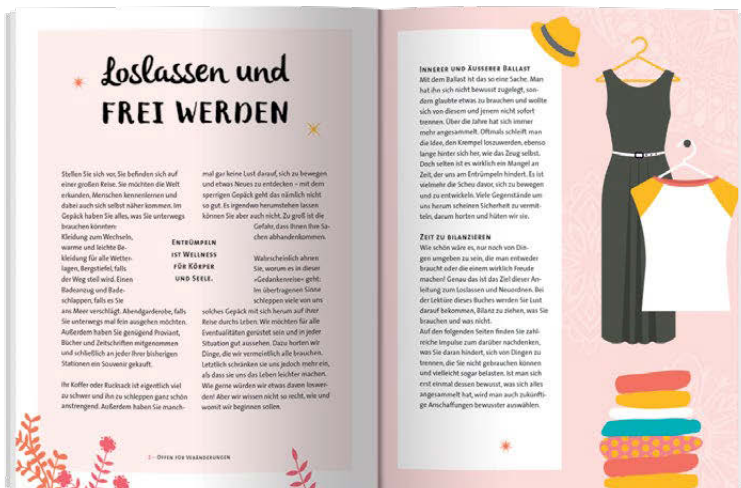 Loslassen und
FREI WERDEN
Stellen Sie sich vor, Sie befinden sich auf
einer großen Reise. Sie möchten die Welt
erkunden, Menschen kennenlernen und
dabei auch sich selbst näher kommen. Im
Gepäck haben Sie alles, was Sie unterwegs
brauchen könnten:
Kleidung zum Wechseln,
warme und leichte Be-
kleidung für alle Wetter-
lagen, Bergstiefel, falls
der Weg steil wird. Einen
Badeanzug und Bade-
schlappen, falls es Sie
ans Meer verschlägt. Abendgarderobe, falls
Sie unterwegs mal fein ausgehen möchten.
Außerdem haben Sie genügend Proviant,
Bücher und Zeitschriften mitgenommen
und schließlich an jeder Ihrer bisherigen
Stationen ein Souvenir gekauft.
Ihr Koffer oder Rucksack ist eigentlich viel
zu schwer und ihn zu schleppen ganz schön
anstrengend. Außerdem haben Sie manch-
mal gar keine Lust darauf, sich zu bewegen
und etwas Neues zu entdecken – mit dem
sperrigen Gepäck geht das nämlich nicht
so gut. Es irgendwo herumstehen lassen
können Sie aber auch nicht. Zu groß ist die
Gefahr, dass Ihnen Ihre Sa-
chen abhandenkommen.
ENTRÜMPELN
IST WELLNESS
FÜR KÖRPER
UND SEELE.
Wahrscheinlich ahnen
Sie, worum es in dieser
»Gedankenreise« geht:
Im übertragenen Sinne
schleppen viele von uns
solches Gepäck mit sich herum auf ihrer
Reise durchs Leben. Wir möchten für alle
Eventualitäten gerüstet sein und in jeder
Situation gut aussehen. Dazu horten wir
Dinge, die wir vermeintlich alle brauchen.
Letztlich schränken sie uns jedoch mehr ein,
als dass sie uns das Leben leichter machen.
Wie gerne würden wir etwas davon loswer-
den! Aber wir wissen nicht so recht, wie und
womit wir beginnen sollen.
OFFEN FÜR VERÄNDERUNGEN
INNERER UND ÄUSSERER BALLAST
Mit dem Ballast ist das so eine Sache. Man
hat ihn sich nicht bewusst zugelegt, son-
dern glaubte etwas zu brauchen und wollte
sich von diesem und jenem nicht sofort
trennen. Über die Jahre hat sich immer
mehr angesammelt. Oftmals schleift man
die Idee, den Krempel loszuwerden, ebenso
lange hinter sich her, wie das Zeug selbst.
Doch selten ist es wirklich ein Mangel an
Zeit, der uns am Entrümpeln hindert. Es ist
vielmehr die Scheu davor, sich zu bewegen
und zu entwickeln. Viele Gegenstände um
uns herum scheinen Sicherheit zu vermit-
teln, darum horten und hüten wir sie.
ZEIT ZU BILANZIEREN
Wie schön wäre es, nur noch von Din-
gen umgeben zu sein, die man entweder
braucht oder die einem wirklich Freude
machen! Genau das ist das Ziel dieser An-
leitung zum Loslassen und Neuordnen. Bei
der Lektüre dieses Buches werden Sie Lust
darauf bekommen, Bilanz zu ziehen, was Sie
brauchen und was nicht.
Auf den folgenden Seiten finden Sie zahl-
reiche Impulse zum darüber nachdenken,
was Sie daran hindert, sich von Dingen zu
trennen, die Sie nicht gebrauchen können
und vielleicht sogar belasten. Ist man sich
erst einmal dessen bewusst, was sich alles
angesammelt hat, wird man auch zukünfti-
ge Anschaffungen bewusster auswählen.